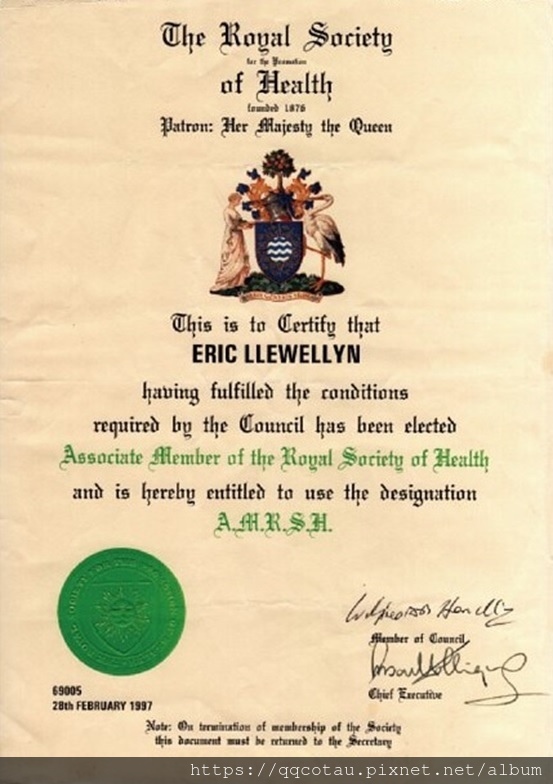 The Royal Society
for the Promotion
of Health
founded 1876
Patron: Her Majesty the Queen
This is to Certify that
ERIC LLEWELLYN
having fulfilled the conditions
required by the Council has been elected
Associate Member of the Royal Society of Health
and is hereby entitled to use the designation
A.M.R.S.H.
Member of Council
Chief Executive
69005
28th FEBRUARY 1997
Note: On termination of membership of the Society
this document must be returned to the Secretary
https://qqcotau.pixnet.net/album